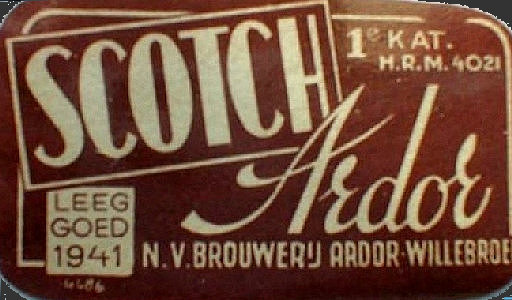 SCOTCH
1e KAT.
H.R.M. 4021
Ardor
LEEG
GOED
1941
N.V. BROUWERIJ ARDOR-WILLEBROE